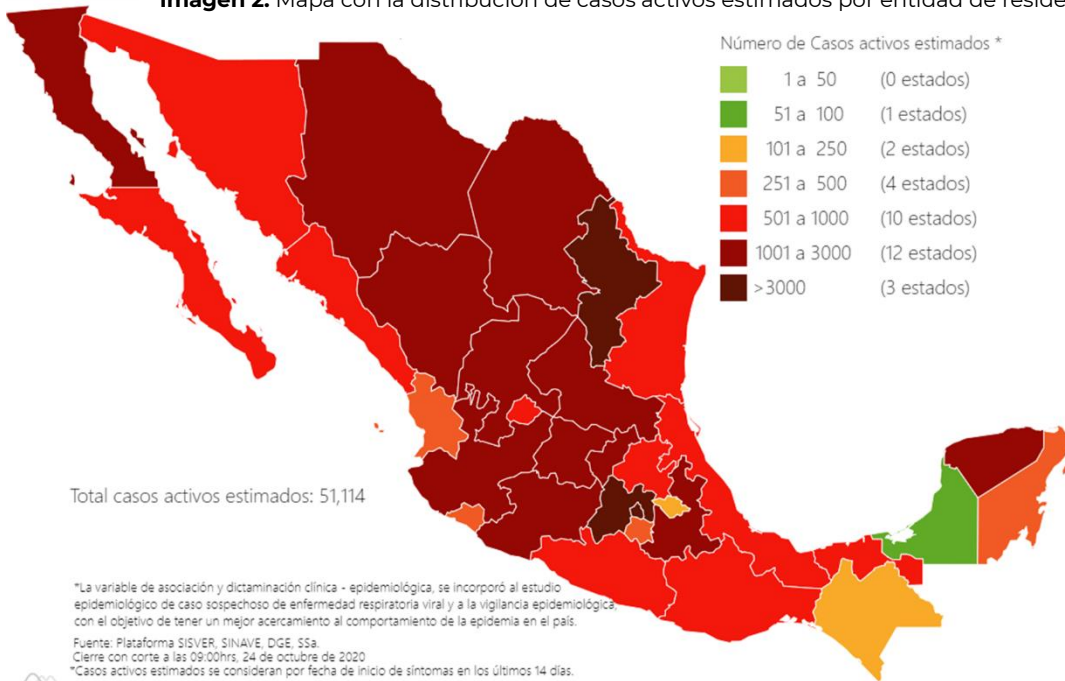 Imagen 2. Mapa con la distribución de casos activos estimados por entidad de
Número de Casos activos estimados *
1 a 50 (0 estados)
51 a 100 (1 estados)
101 a 250 (2 estados)
251 a 500 (4 estados)
501 a 1000 (10 estados)
1001 a 3000 (12 estados)
>3000 (3 estados)
Total casos activos estimados: 51,114
*La variable de asociación y dictaminación clínica - epidemiológica, se incorporó al estudio
epidemiológico de caso sospechoso de enfermedad respiratoria viral y a la vigilancia epidemiológica,
con el objetivo de tener un mejor acercamiento al comportamiento de la epidemia en el país.
Fuente: Plataforma SISVER, SINAVE, DGE, SSa.
Cierre con corte a las 09:00hrs, 24 de octubre de 2020
*Casos activos estimados se consideran por fecha de inicio de síntomas en los últimos 14 días.